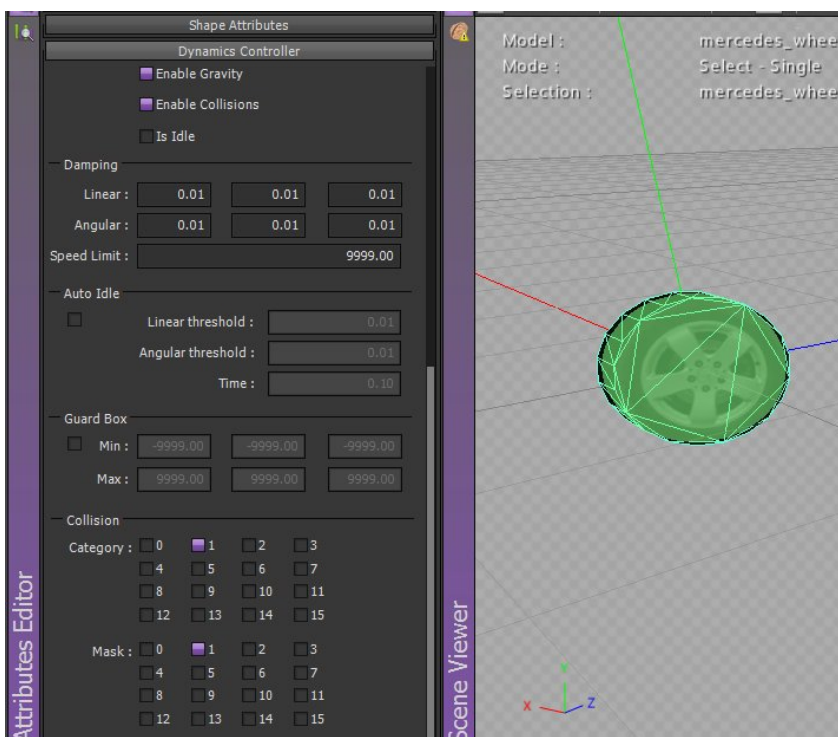 Shape Attributes
Dynamics Controller
Enable Gravity
Enable Collisions
Is Idle
Damping
Linear : 0.01 0.01 0.01
Angular : 0.01 0.01 0.01
Speed Limit : 9999.00
Auto Idle
Linear threshold : 0.01
Angular threshold : 0.01
Time : 0.10
Guard Box
Min : -9999.00 -9999.00 -9999.00
Max : 9999.00 9999.00 9999.00
Collision
Category : 0 1 2 3
4 5 6 7
8 9 10 11
12 13 14 15
Mask : 0 1 2 3
4 5 6 7
8 9 10 11
12 13 14 15
Attributes Editor
Scene Viewer
Model : mercedes_whee
Mode : Select - Single
Selection : mercedes_whee
Y
X
Z